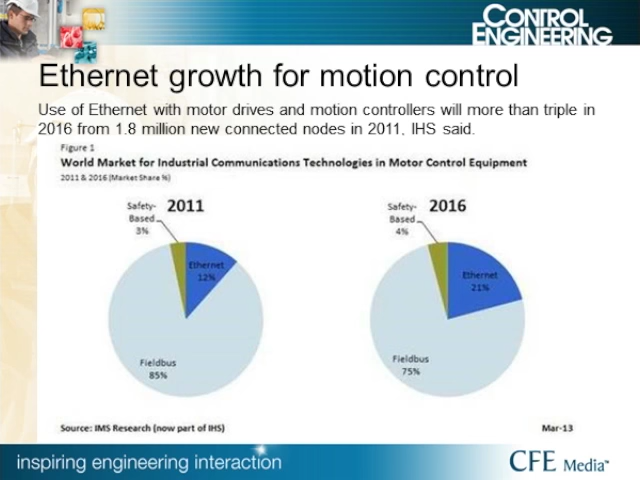 CONTROL
ENGINEERING
Ethernet growth for motion control
Use of Ethernet with motor drives and motion controllers will more than triple in
2016 from 1.8 million new connected nodes in 2011, IHS said.
Figure 1
World Market for Industrial Communications Technologies in Motor Control Equipment
2011 & 2016 (Market Share %)
Safety-
Based
3%
2011
Ethernet
12%
Fieldbus
85%
Safety-
Based
4%
2016
Ethernet
21%
Fieldbus
75%
Source: IMS Research (now part of IHS)
Mar-13
inspiring engineering interaction
CFE Media™